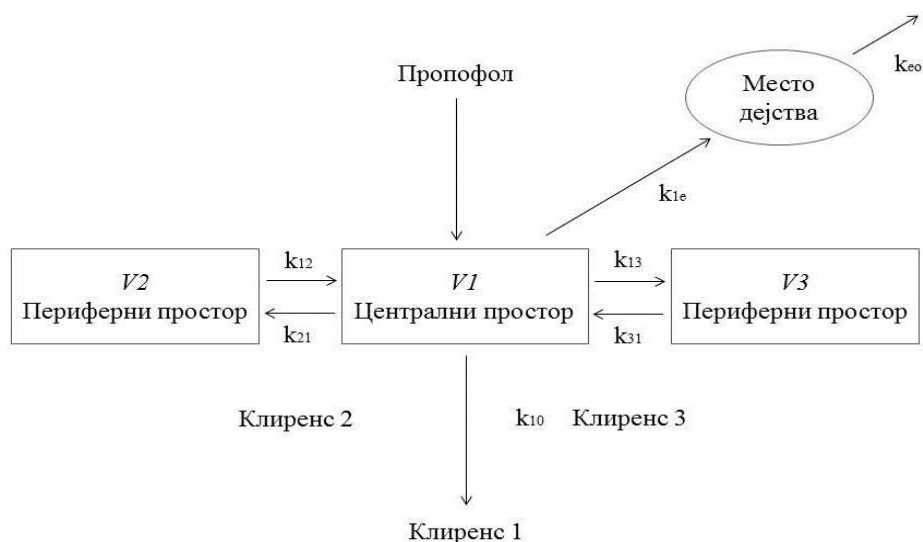 Пропофол
Место
дејства
k₁ₑ
kₑₒ
k₁₂
k₁₃
V2
Периферни простор
V1
Централни простор
V3
Периферни простор
k₂₁
k₃₁
Клиренс 2
k₁₀
Клиренс 3
Клиренс 1